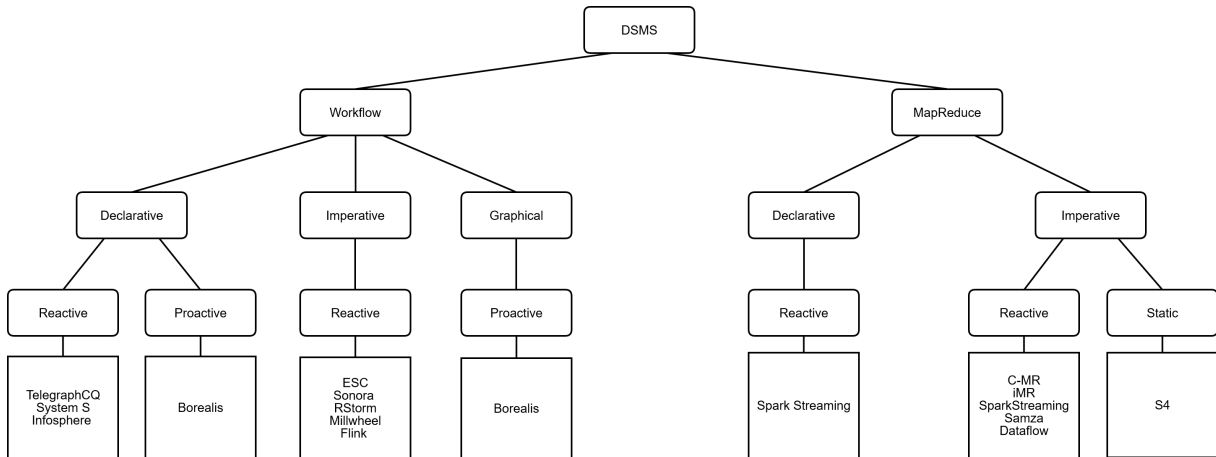 DSMS
Workflow
MapReduce
Declarative
Imperative
Graphical
Declarative
Imperative
Reactive
Proactive
Reactive
Proactive
Reactive
Reactive
Static
TelegraphCQ
System S
Infosphere
Borealis
ESC
Sonora
RStorm
Millwheel
Flink
Borealis
Spark Streaming
C-MR
iMR
SparkStreaming
Samza
Dataflow
S4